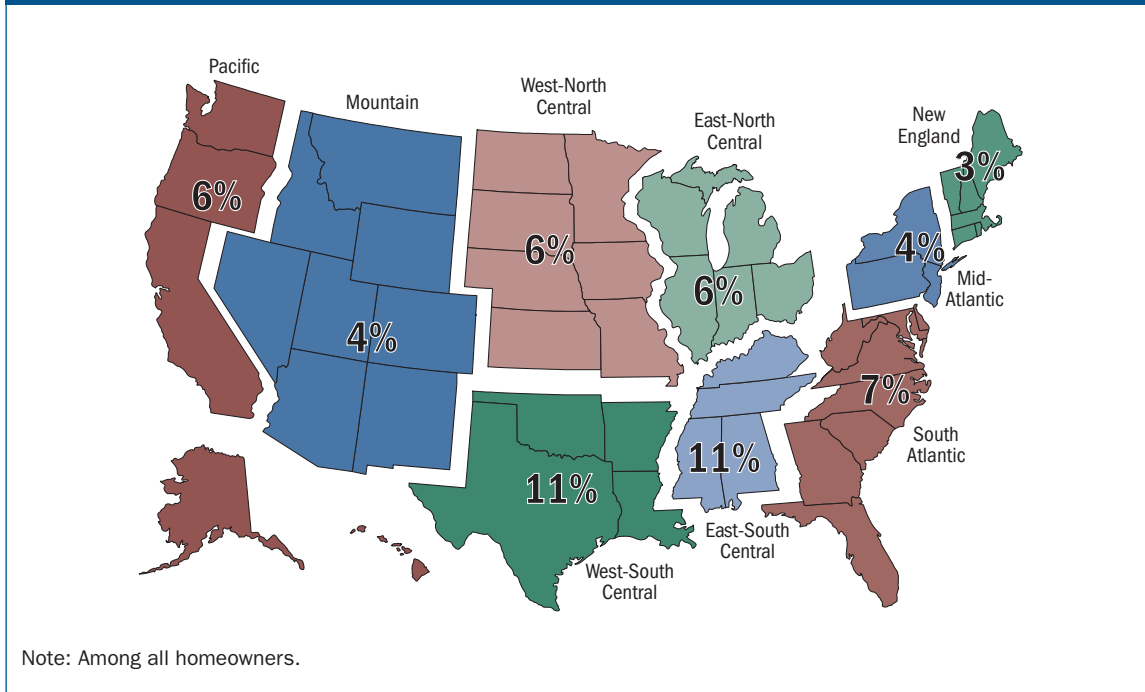 Pacific
Mountain
West-North
Central
East-North
Central
New
England
3%
6%
6%
4%
6%
Mid-
Atlantic
4%
7%
South
Atlantic
11%
11%
East-South
Central
West-South
Central
Note: Among all homeowners.